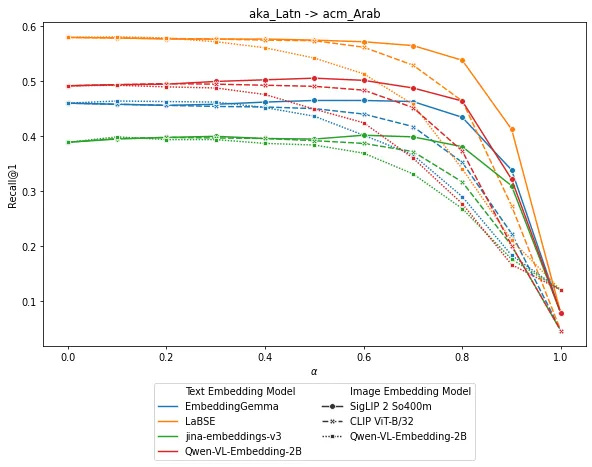 aka_Latn -> acm_Arab
Recall@1
0.6
0.5
0.4
0.3
0.2
0.1
0.0
0.2
0.4
0.6
0.8
1.0
α
Text Embedding Model
EmbeddingGemma
LaBSE
jina-embeddings-v3
Qwen-VL-Embedding-2B
Image Embedding Model
SigLIP 2 So400m
CLIP ViT-B/32
Qwen-VL-Embedding-2B